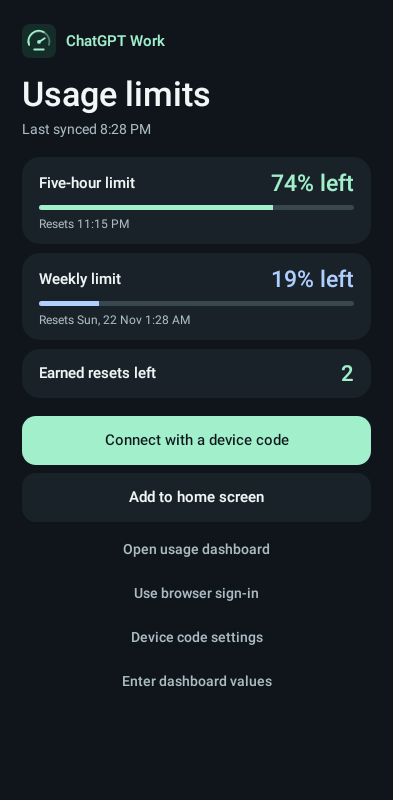 ChatGPT Work
Usage limits
Last synced 8:28 PM
Five-hour limit
74% left
Resets 11:15 PM
Weekly limit
19% left
Resets Sun, 22 Nov 1:28 AM
Earned resets left
2
Connect with a device code
Add to home screen
Open usage dashboard
Use browser sign-in
Device code settings
Enter dashboard values